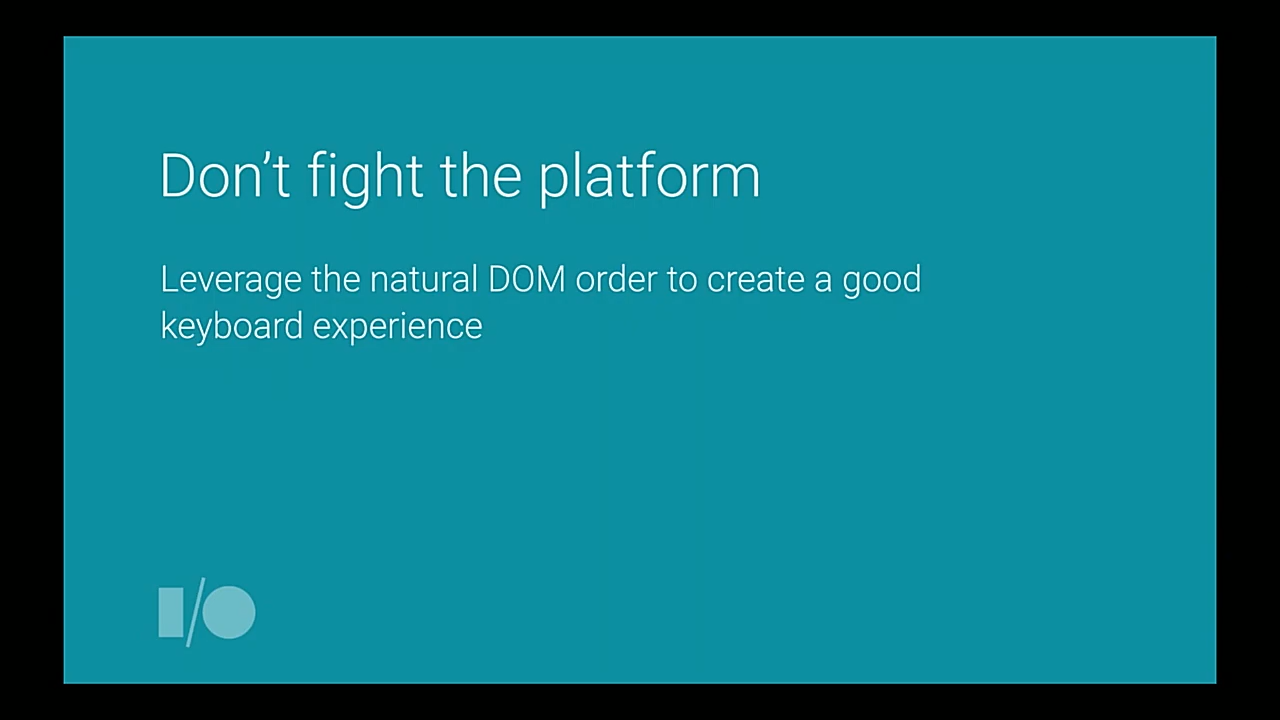 Don’t fight the platform
Leverage the natural DOM order to create a good
keyboard experience
I/O